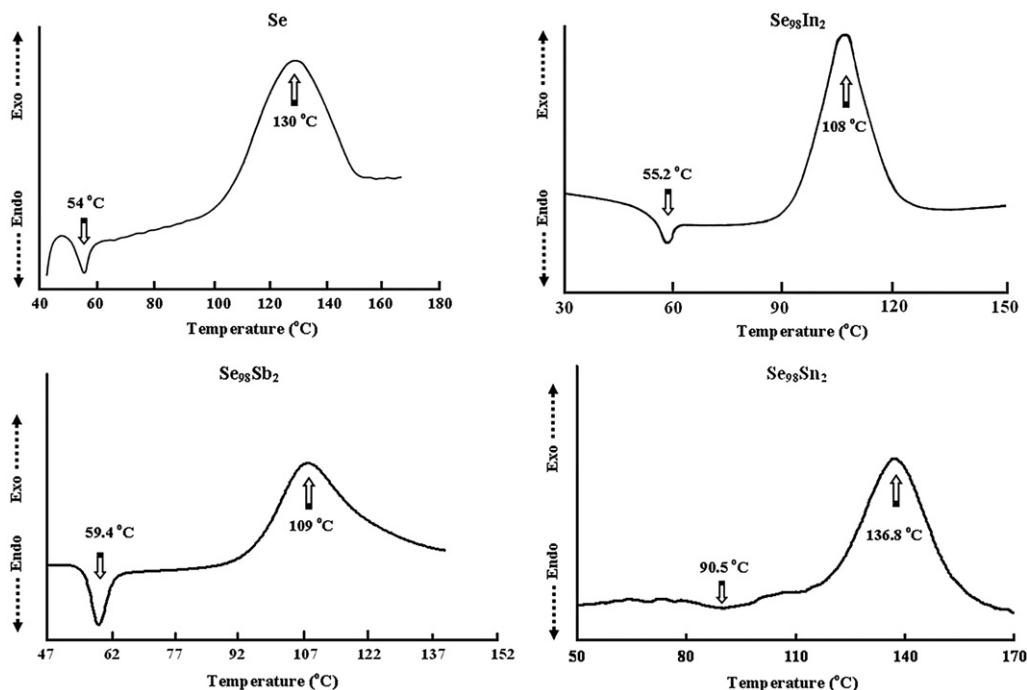 Se
Exo
Endo
54 °C
130 °C
40 60 80 100 120 140 160 180
Temperature (°C)
Se₉₈In₂
Exo
Endo
55.2 °C
108 °C
30 60 90 120 150
Temperature (°C)
Se₉₈Sb₂
Exo
Endo
59.4 °C
109 °C
47 62 77 92 107 122 137 152
Temperature (°C)
Se₉₈Sn₂
Exo
Endo
90.5 °C
136.8 °C
50 80 110 140 170
Temperature (°C)